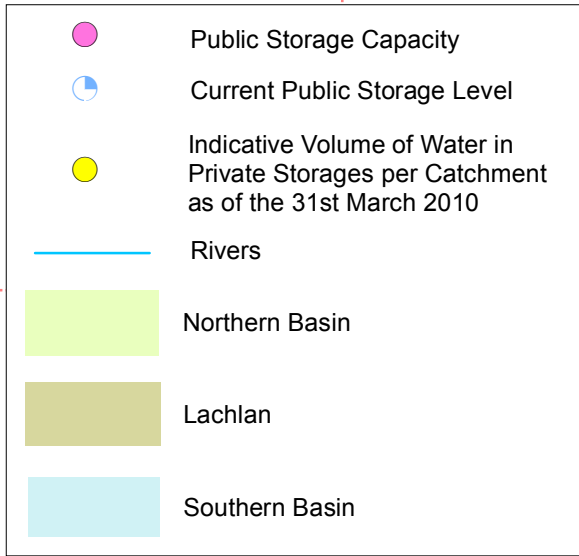 Public Storage Capacity
Current Public Storage Level
Indicative Volume of Water in
Private Storages per Catchment
as of the 31st March 2010
Rivers
Northern Basin
Lachlan
Southern Basin